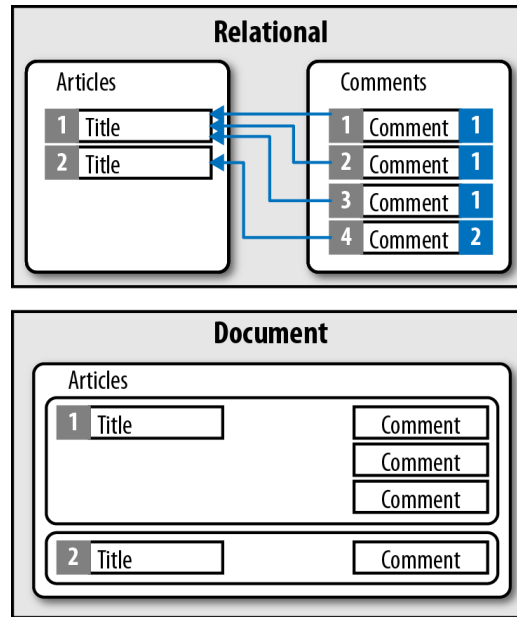 Relational
Articles
Comments
1 Title
2 Title
1 Comment 1
2 Comment 1
3 Comment 1
4 Comment 2
Document
Articles
1 Title
Comment
Comment
Comment
2 Title
Comment